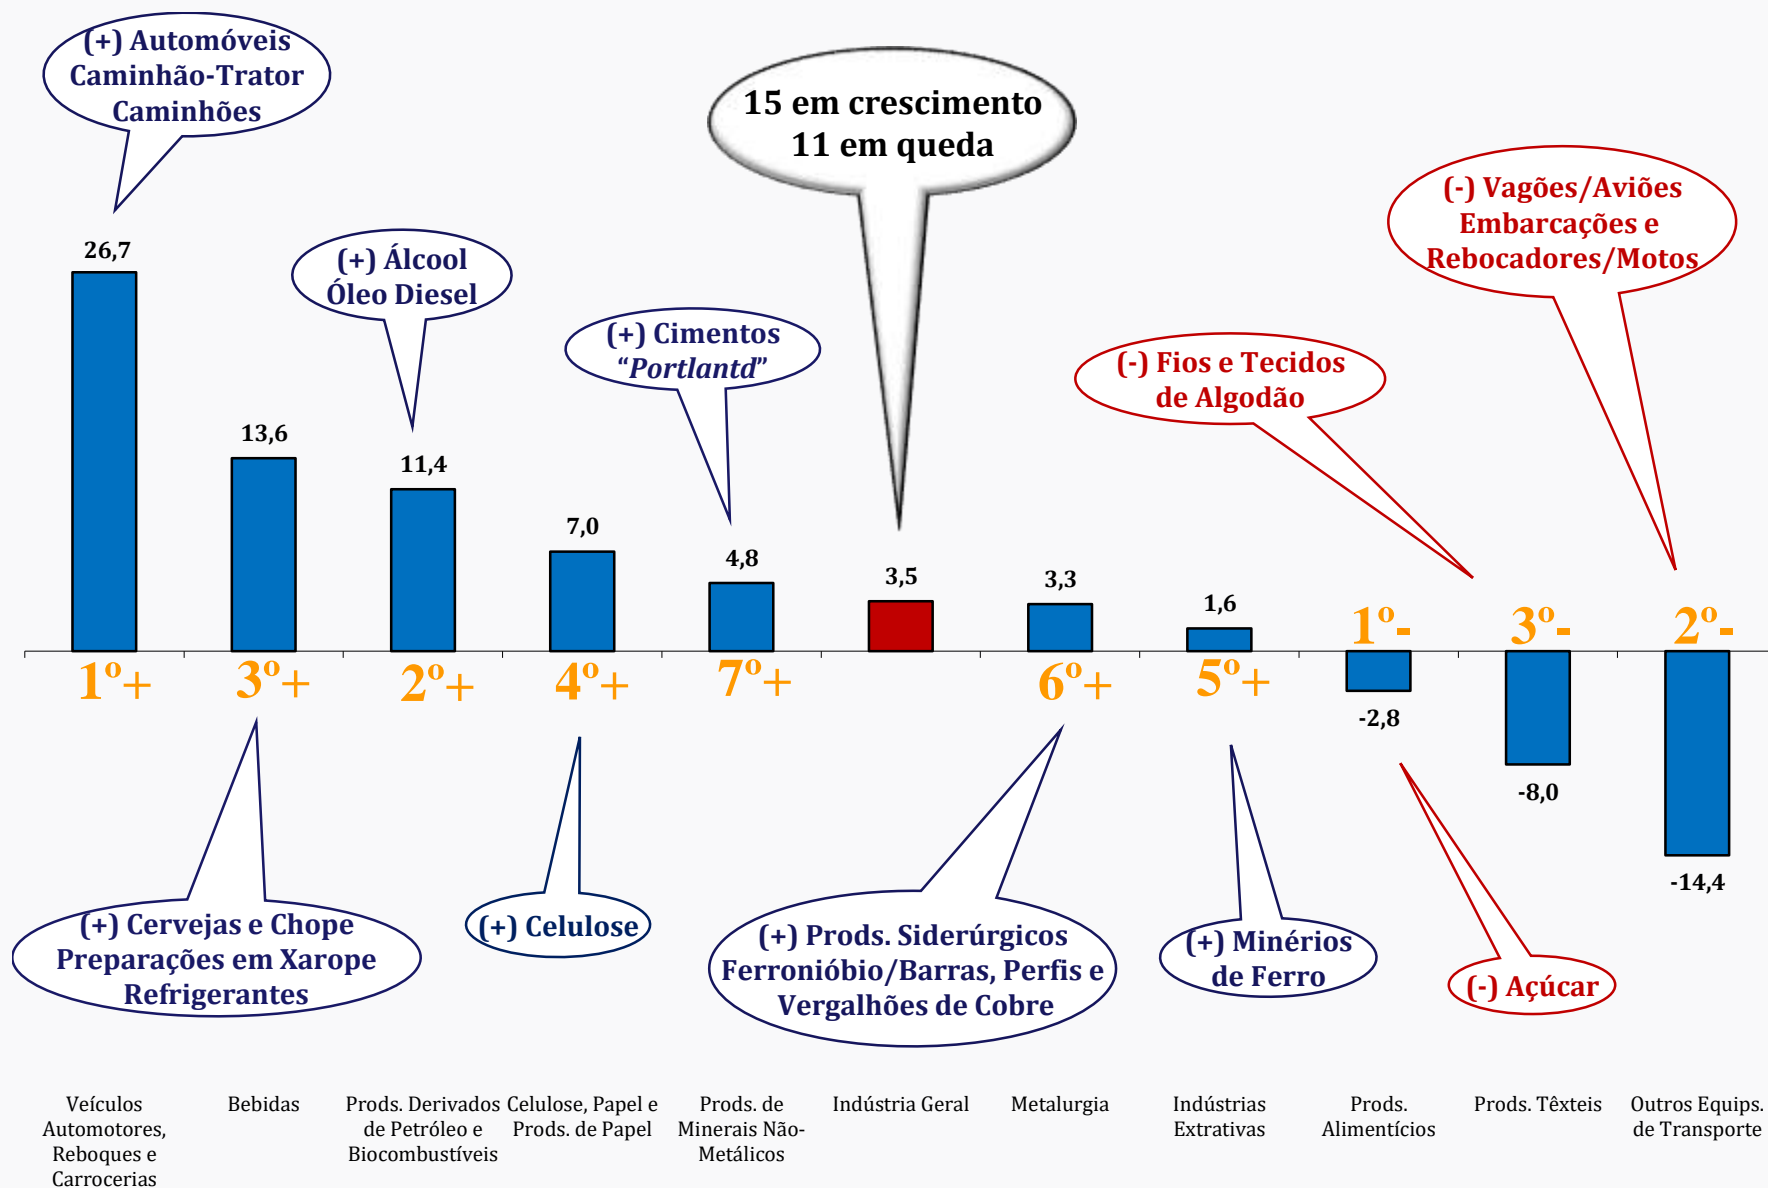 (+) Automóveis
Caminhão-Trator
Caminhões
15 em crescimento
11 em queda
(-) Vagões/Aviões
Embarcações e
Rebocadores/Motos
(+) Álcool
Óleo Diesel
(+) Cimentos
“Portlantd”
(-) Fios e Tecidos
de Algodão
26,7
13,6
11,4
7,0
4,8
3,5
3,3
1,6
-2,8
-8,0
-14,4
1º+
3º+
2º+
4º+
7º+
6º+
5º+
1º-
3º-
2º-
(+) Cervejas e Chope
Preparações em Xarope
Refrigerantes
(+) Celulose
(+) Prods. Siderúrgicos
Ferronióbio/Barras, Perfis e
Vergalhões de Cobre
(+) Minérios
de Ferro
(-) Açúcar
Veículos
Automotores,
Reboques e
Carrocerias
Bebidas
Prods. Derivados
de Petróleo e
Biocombustíveis
Celulose, Papel e
Prods. de Papel
Prods. de
Minerais Não-
Metálicos
Indústria Geral
Metalurgia
Indústrias
Extrativas
Prods.
Alimentícios
Prods. Têxteis
Outros Equips.
de Transporte